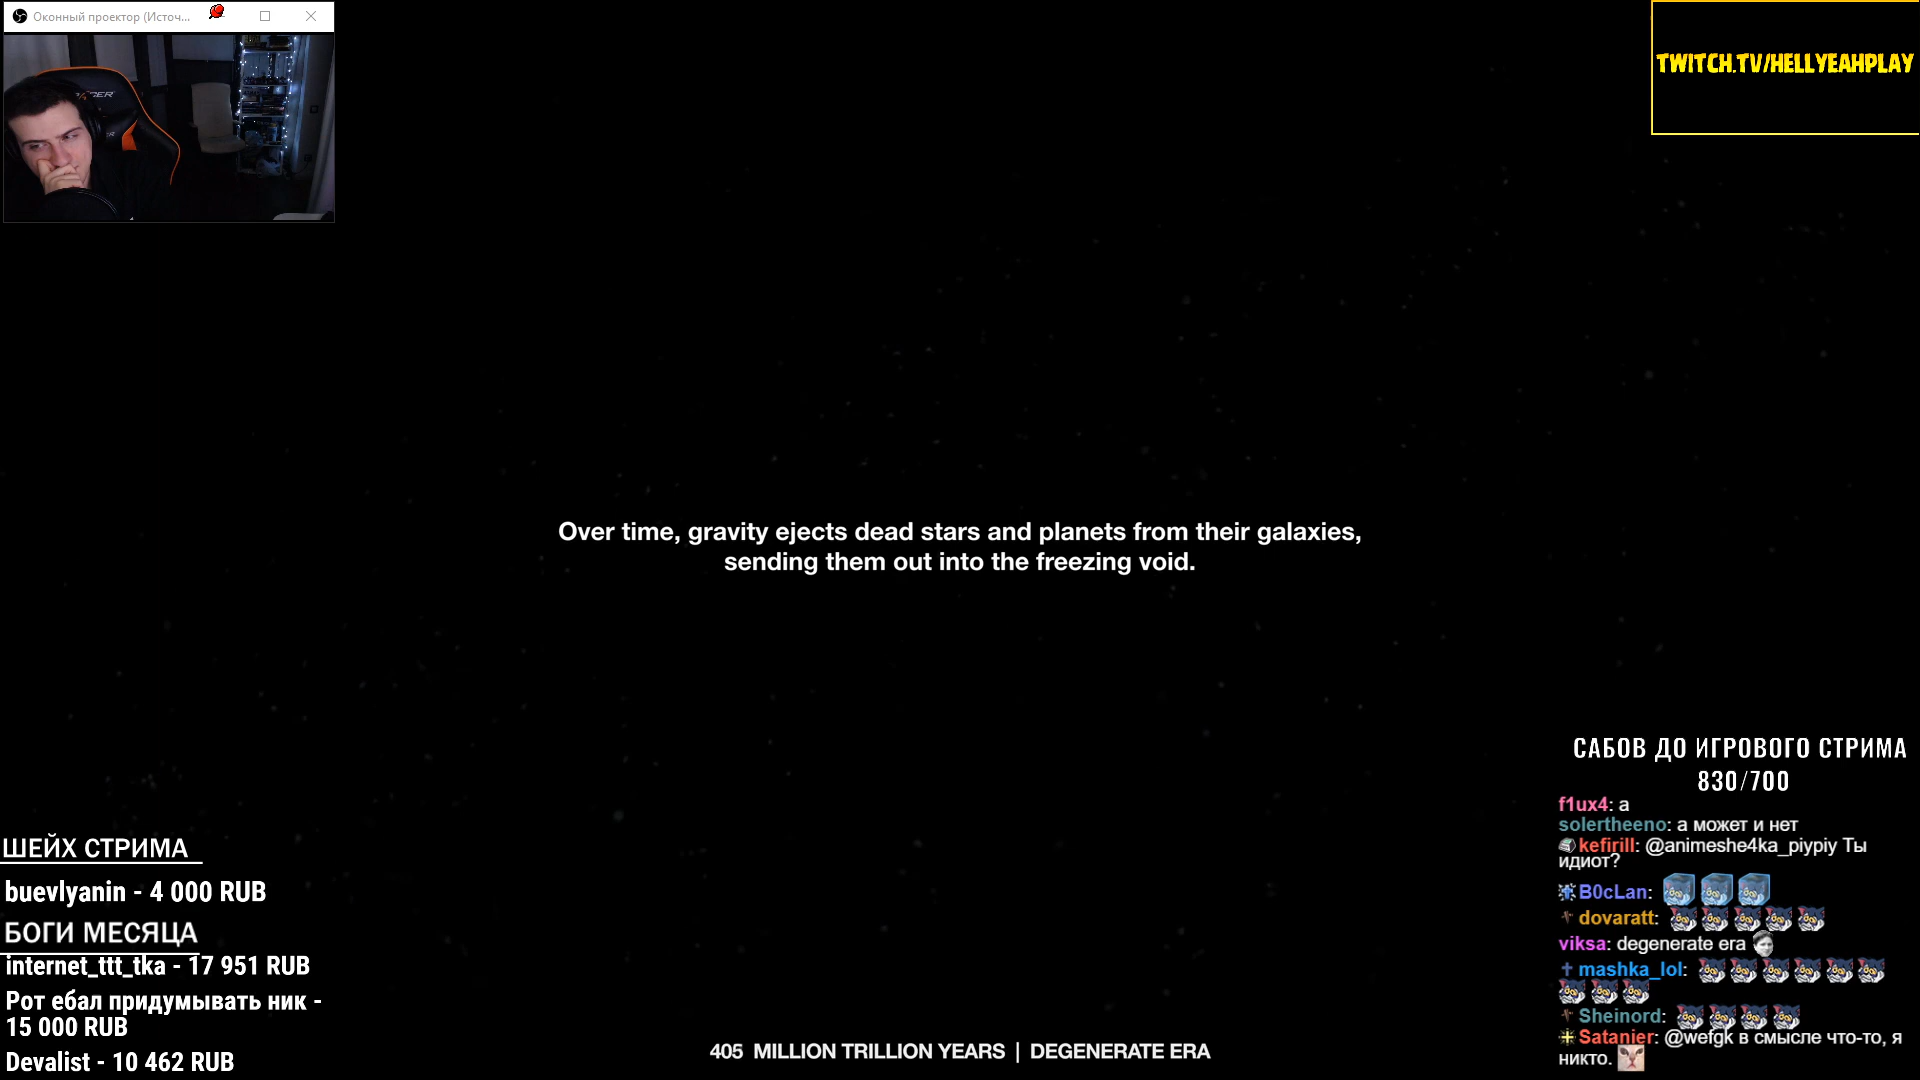 Оконный проектор (Источ...
TWITCH.TV/HELLYEAHPLAY
Over time, gravity ejects dead stars and planets from their galaxies,
sending them out into the freezing void.
405 MILLION TRILLION YEARS | DEGENERATE ERA
ШЕЙХ СТРИМА
buevlyanin - 4 000 RUB
БОГИ МЕСЯЦА
internet_ttt_tka - 17 951 RUB
Рот ебал придумывать ник -
15 000 RUB
Devalist - 10 462 RUB
САБОВ ДО ИГРОВОГО СТРИМА
830/700
f1ux4: а
solertheeno: а может и нет
kefirill: @animeshe4ka_piypiy Ты
идиот?
B0cLan:
dovaratt:
viksa: degenerate era
mashka_lol:
Sheinord:
Satanier: @wefgk в смысле что-то, я
никто.